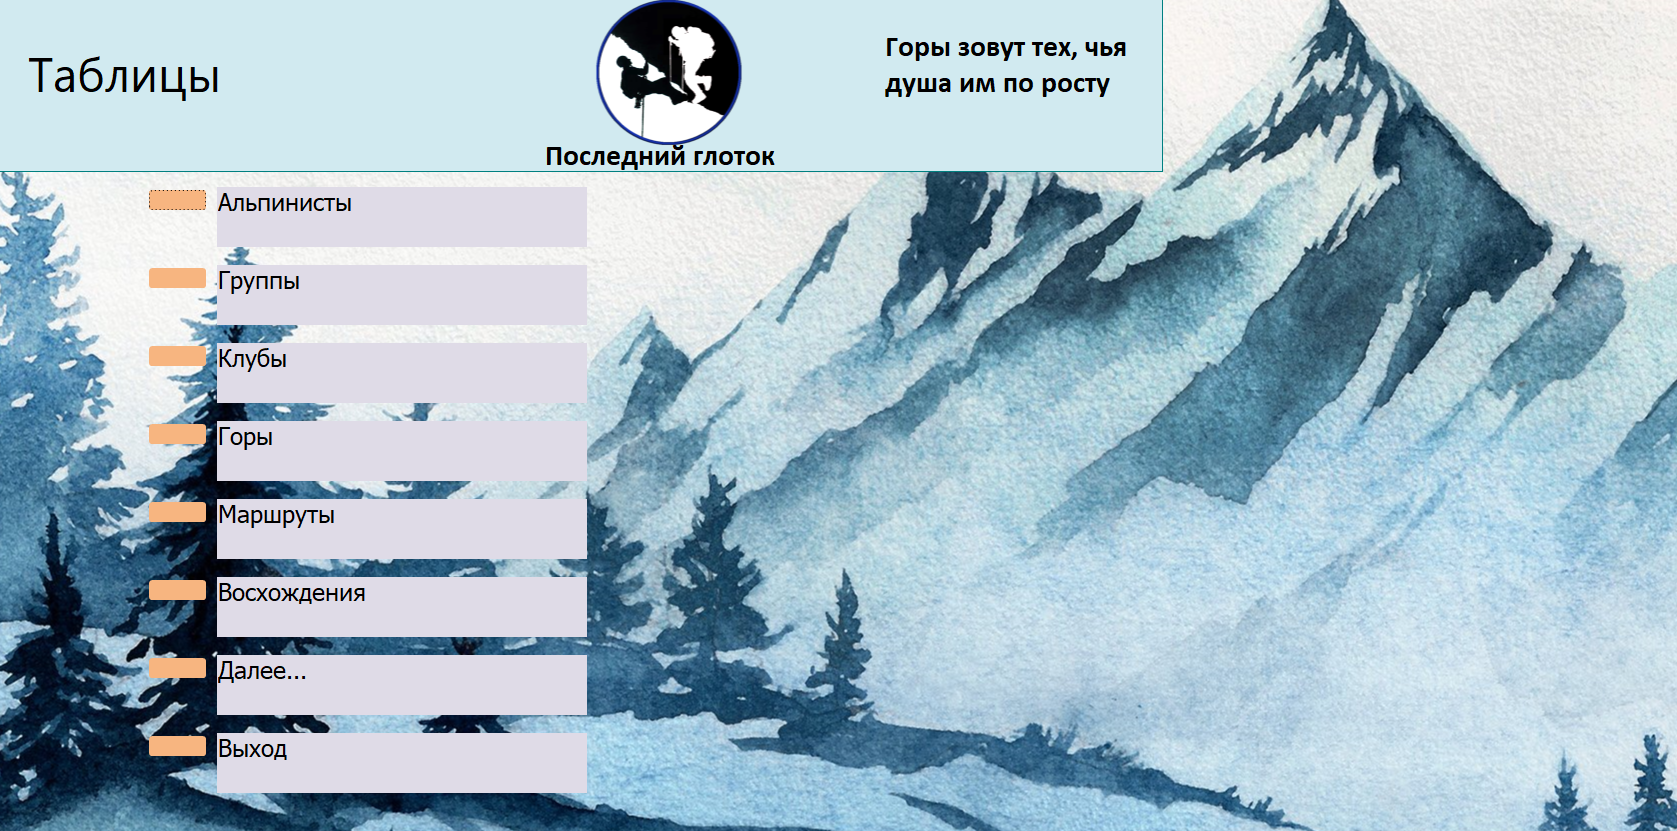 Таблицы
Горы зовут тех, чья
душа им по росту
Последний глоток
Альпинисты
Группы
Клубы
Горы
Маршруты
Восхождения
Далее...
Выход